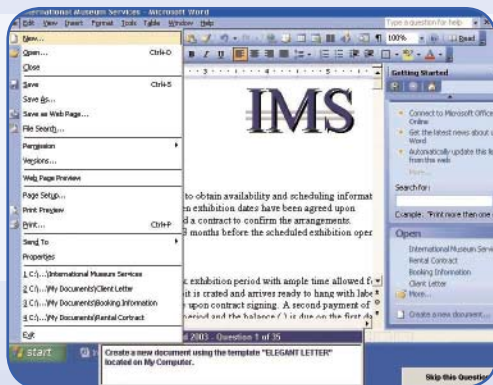 International Museum Services - Microsoft Word
Edit View Insert Format Tools Table Window Help
Type a question for help
100%
Read
New...
Open... Ctrl+O
Close
Save Ctrl+S
Save As...
Save as Web Page...
File Search...
Permission
Versions...
Web Page Preview
Page Setup...
Print Preview
Print... Ctrl+P
Send To
Properties
1 C:\...\International Museum Services
2 C:\...\My Documents\Client Letter
3 C:\...\My Documents\Booking Information
4 C:\...\My Documents\Rental Contract
Exit
IMS
to obtain availability and scheduling informat
en exhibition dates have been agreed upon
d a contract to confirm the arrangements.
3 months before the scheduled exhibition oper
exhibition period with ample time allowed f
it is crated and arrives ready to hang with labe
upon contract signing. A second payment of
period and the balance ( ) is due on the first da
Getting Started
Connect to Microsoft Office
Online
Get the latest news about u
Word
Automatically update this lis
from the web
More...
Search for:
Example: "Print more than one
Open
International Museum Servi
Rental Contract
Booking Information
Client Letter
More...
Create a new document...
start
2003 - Question 1 of 35
Create a new document using the template "ELEGANT LETTER"
located on My Computer.
Skip this Question